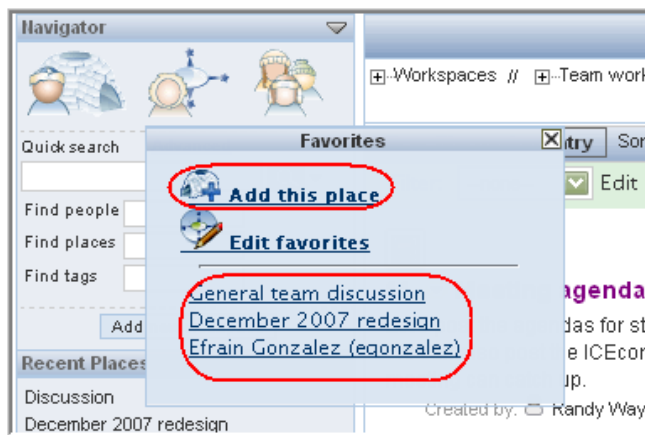 Navigator
Workspaces // Team work
Quick search
Favorites
try Sor
Add this place
Edit
Find people
Edit favorites
Find places
Find tags
General team discussion
agenda
Add
December 2007 redesign
das for st
Recent Places
Efrain Gonzalez (egonzalez)
e ICEcor
up.
Discussion
Created by: Randy Way
December 2007 redesign